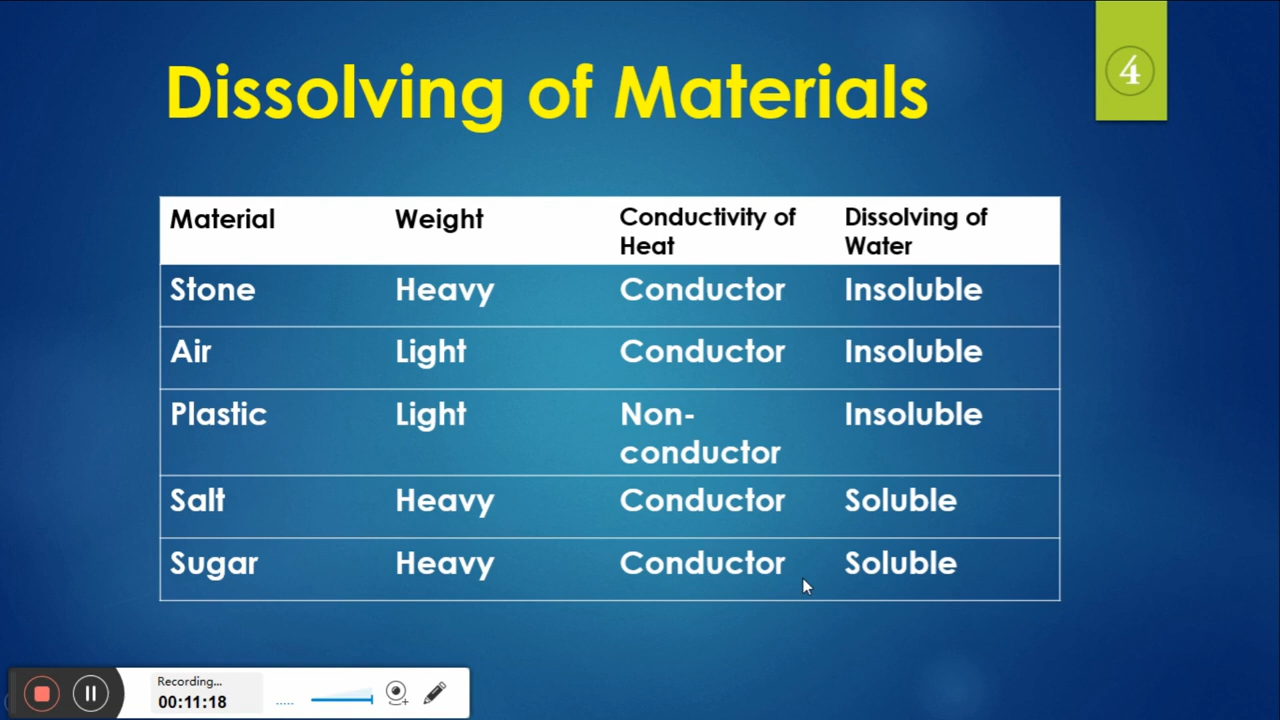 Dissolving of Materials
4
Material Weight Conductivity of Heat Dissolving of Water
Stone Heavy Conductor Insoluble
Air Light Conductor Insoluble
Plastic Light Non-conductor Insoluble
Salt Heavy Conductor Soluble
Sugar Heavy Conductor Soluble
Recording...
00:11:18